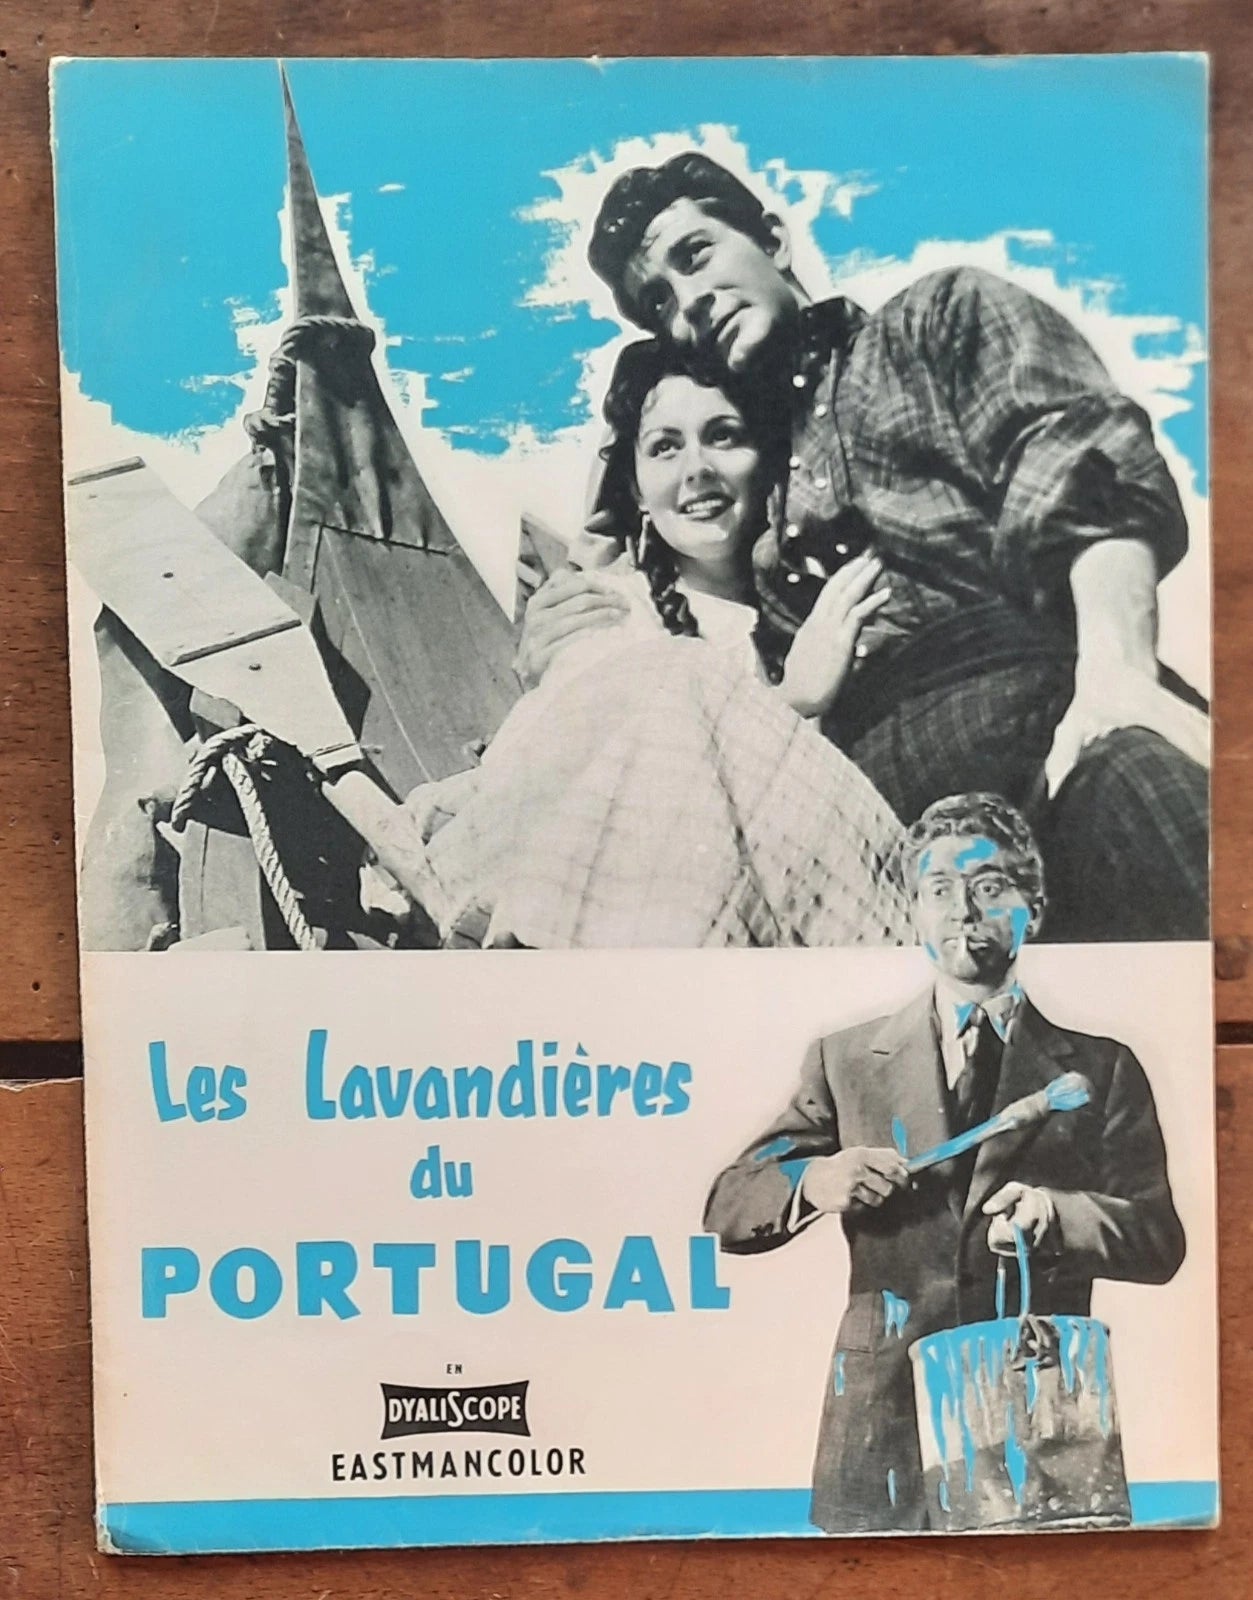 Les Lavandières
du
PORTUGAL
EN
DYALISCOPE
EASTMANCOLOR